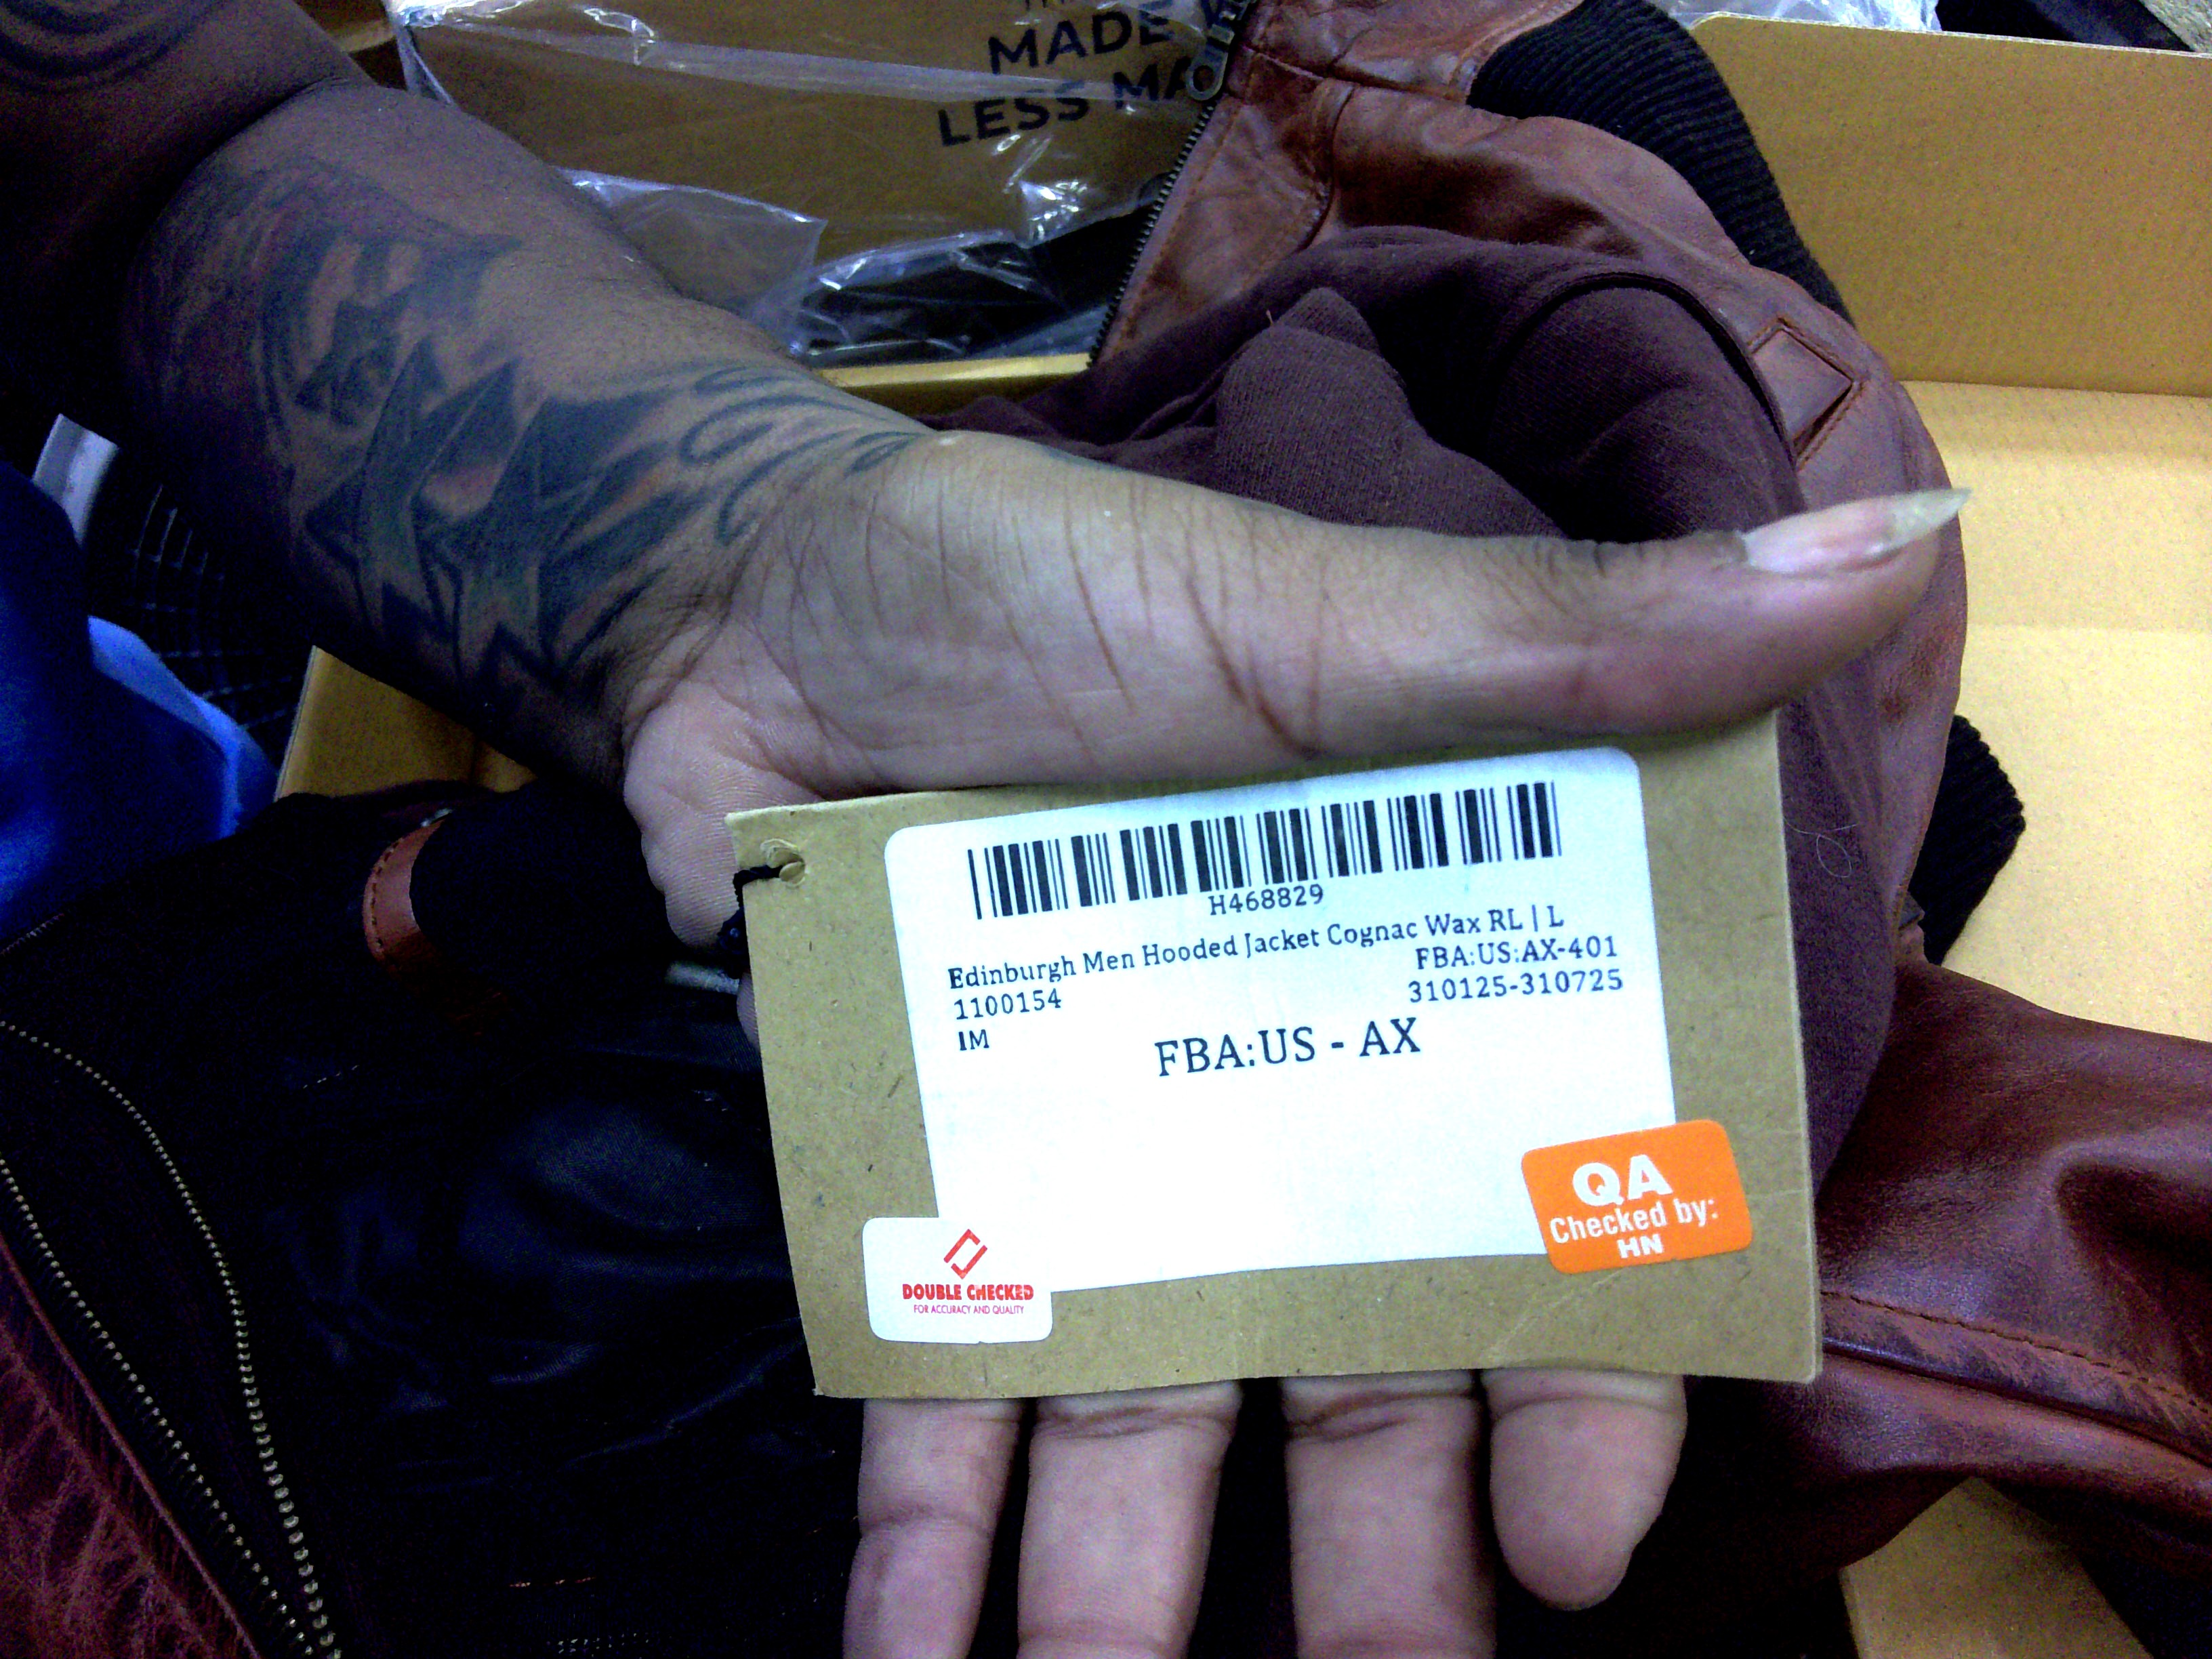 MADE
LESS
H468829
Edinburgh Men Hooded Jacket Cognac Wax RL | L
1100154 FBA:US:AX-401
IM 310125-310725
FBA:US - AX
QA
Checked by:
HN
DOUBLE CHECKED
FOR ACCURACY AND QUALITY